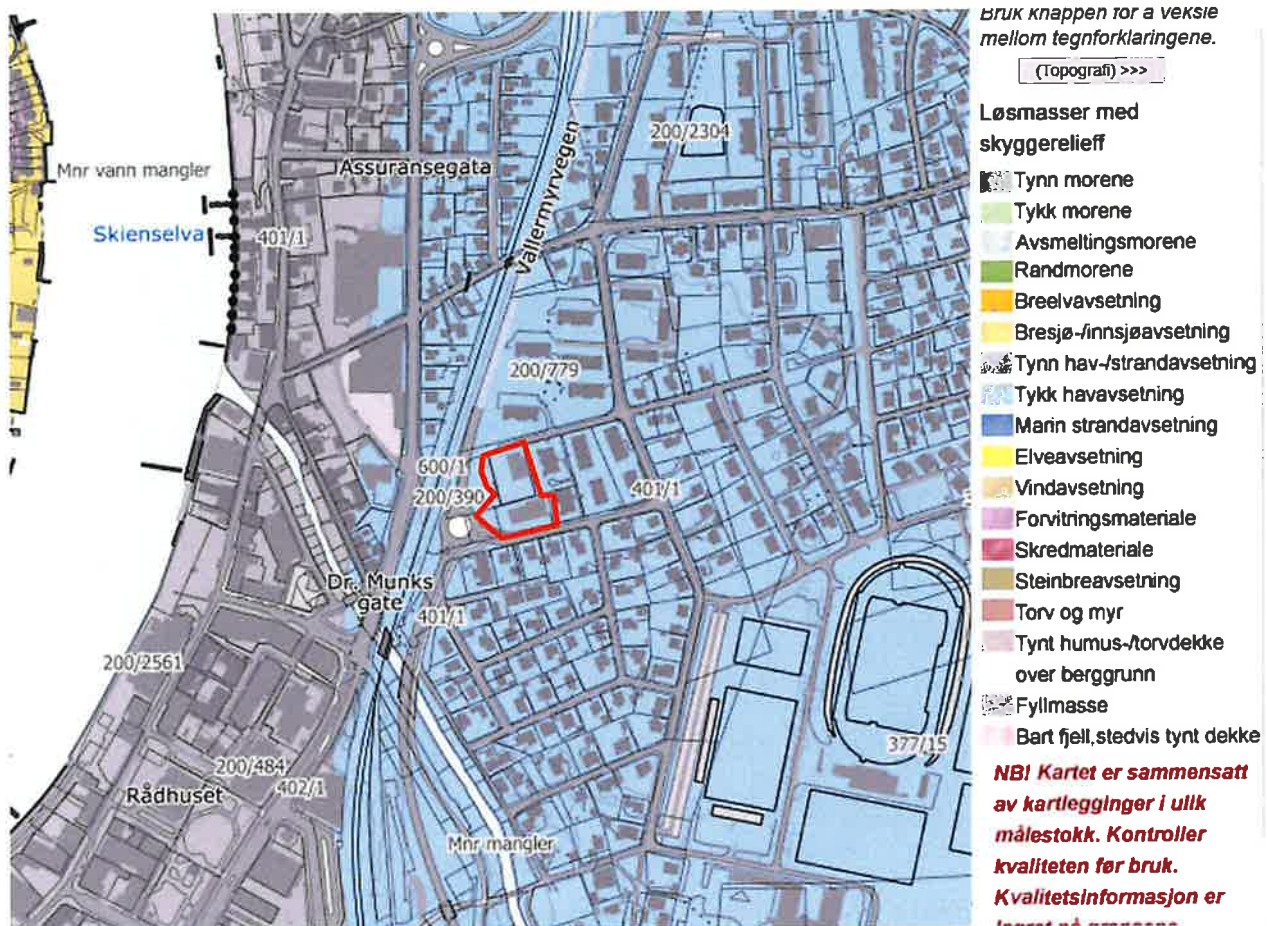 Bruk knappen for å veksle
mellom tegnforklaringene.
(Topografi) >>>
Løsmasser med
skyggerelieff
Tynn morene
Tykk morene
Avsmeltingsmorene
Randmorene
Breelvavsetning
Bresjø-/innsjøavsetning
Tynn hav-/strandavsetning
Tykk havavsetning
Marin strandavsetning
Elveavsetning
Vindavsetning
Forvitringsmateriale
Skredmateriale
Steinbreavsetning
Torv og myr
Tynt humus-/torvdekke
over berggrunn
Fyllmasse
Bart fjell,stedvis tynt dekke
NB! Kartet er sammensatt
av kartlegginger i ulik
målestokk. Kontroller
kvaliteten før bruk.
Kvalitetsinformasjon er
200/2304
Assuransegata
Mnr vann mangler
Vallermyrvegen
Skienselva
401/1
200/779
600/1
200/390
401/1
Dr. Munks
gate
401/1
200/2561
377/15
200/484
402/1
Rådhuset
Mnr mangler